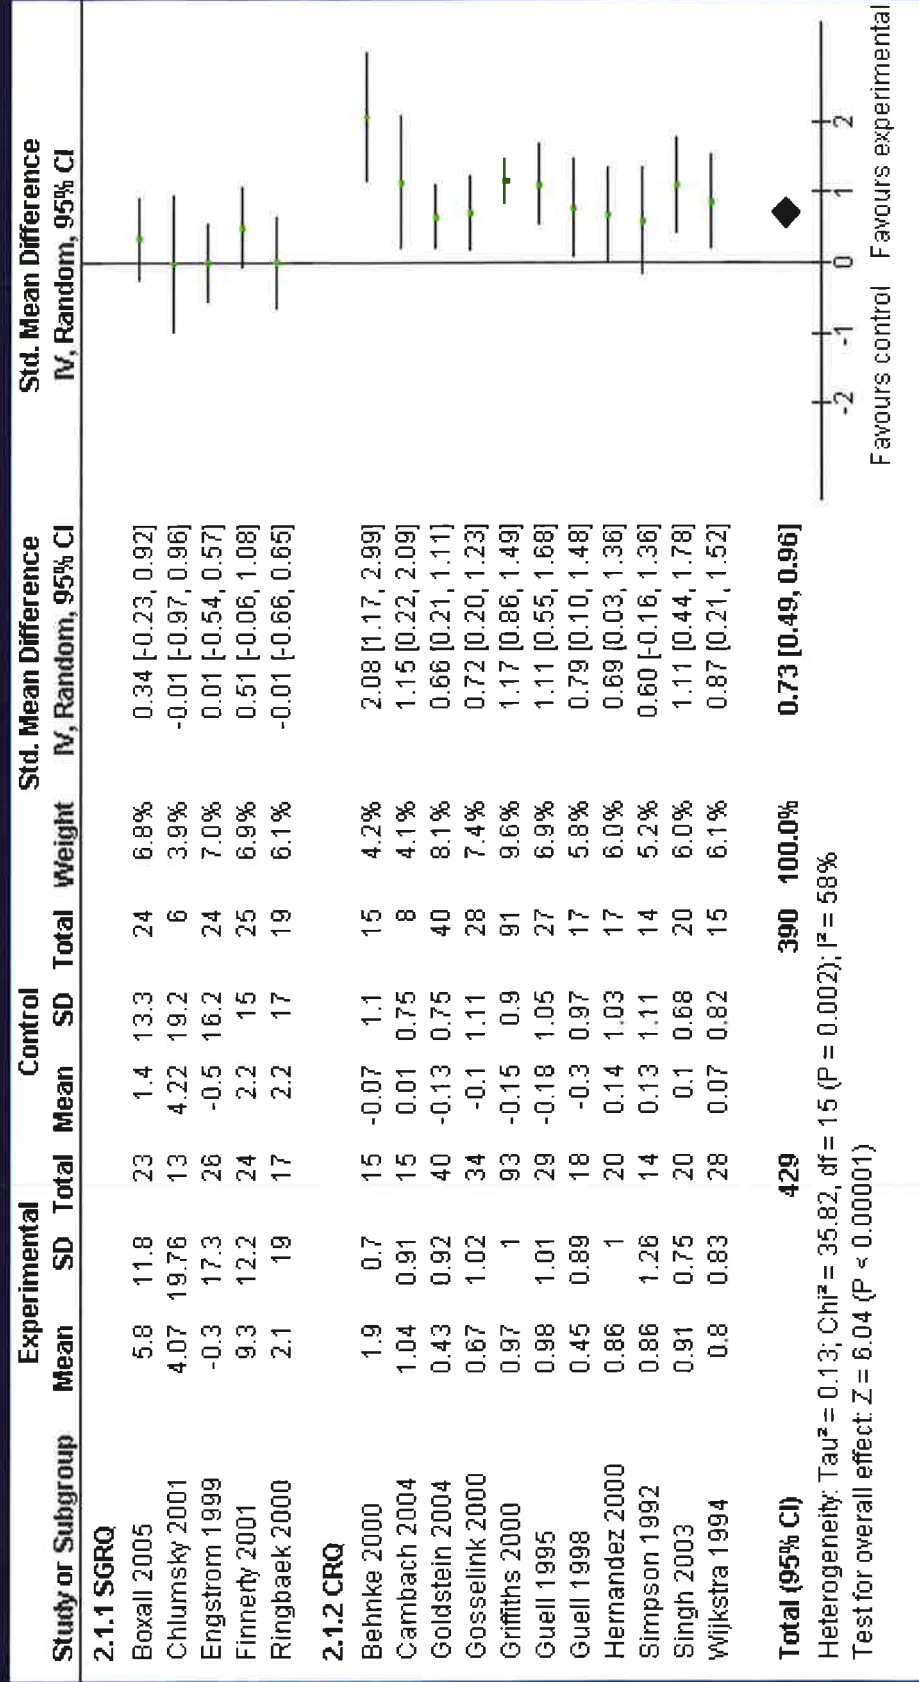 Experimental Control Std. Mean Difference Std. Mean Difference
Study or Subgroup Mean SD Total Mean SD Total Weight IV, Random, 95% CI IV, Random, 95% CI
2.1.1 SGRQ
Boxall 2005 5.8 11.8 23 1.4 13.3 24 6.8% 0.34 [-0.23, 0.92]
Chlumsky 2001 4.07 19.76 13 4.22 19.2 6 3.9% -0.01 [-0.97, 0.96]
Engstrom 1999 -0.3 17.3 26 -0.5 16.2 24 7.0% 0.01 [-0.54, 0.57]
Finnerty 2001 9.3 12.2 24 2.2 15 25 6.9% 0.51 [-0.06, 1.08]
Ringbaek 2000 2.1 19 17 2.2 17 19 6.1% -0.01 [-0.66, 0.65]
2.1.2 CRQ
Behnke 2000 1.9 0.7 15 -0.07 1.1 15 4.2% 2.08 [1.17, 2.99]
Cambach 2004 1.04 0.91 15 0.01 0.75 8 4.1% 1.15 [0.22, 2.09]
Goldstein 2004 0.43 0.92 40 -0.13 0.75 40 8.1% 0.66 [0.21, 1.11]
Gosselink 2000 0.67 1.02 34 -0.1 1.11 28 7.4% 0.72 [0.20, 1.23]
Griffiths 2000 0.97 1 93 -0.15 0.9 91 9.6% 1.17 [0.86, 1.49]
Guell 1995 0.98 1.01 29 -0.18 1.05 27 6.9% 1.11 [0.55, 1.68]
Guell 1998 0.45 0.89 18 -0.3 0.97 17 5.8% 0.79 [0.10, 1.48]
Hernandez 2000 0.86 1 20 0.14 1.03 17 6.0% 0.69 [0.03, 1.36]
Simpson 1992 0.86 1.26 14 0.13 1.11 14 5.2% 0.60 [-0.16, 1.36]
Singh 2003 0.91 0.75 20 0.1 0.68 20 6.0% 1.11 [0.44, 1.78]
Wijkstra 1994 0.8 0.83 28 0.07 0.82 15 6.1% 0.87 [0.21, 1.52]
Total (95% CI) 429 390 100.0% 0.73 [0.49, 0.96]
Heterogeneity: Tau² = 0.13; Chi² = 35.82, df = 15 (P = 0.002); I² = 58%
Test for overall effect: Z = 6.04 (P < 0.00001)
-2 -1 0 1 2
Favours control Favours experimental